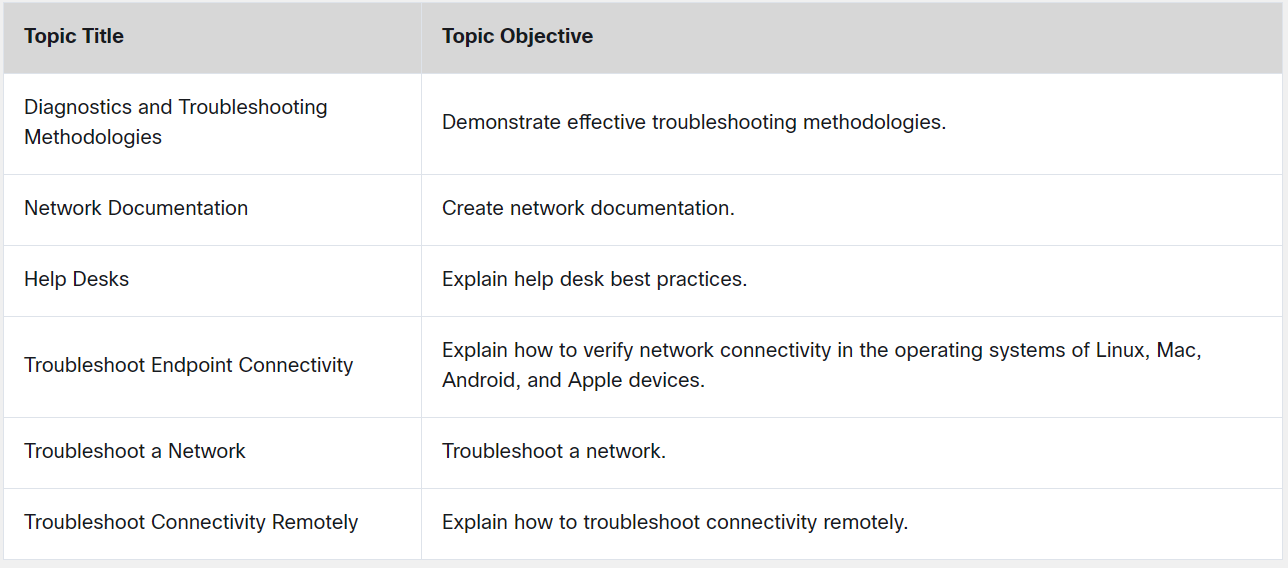 Topic Title
Topic Objective
Diagnostics and Troubleshooting
Methodologies
Demonstrate effective troubleshooting methodologies.
Network Documentation
Create network documentation.
Help Desks
Explain help desk best practices.
Troubleshoot Endpoint Connectivity
Explain how to verify network connectivity in the operating systems of Linux, Mac,
Android, and Apple devices.
Troubleshoot a Network
Troubleshoot a network.
Troubleshoot Connectivity Remotely
Explain how to troubleshoot connectivity remotely.